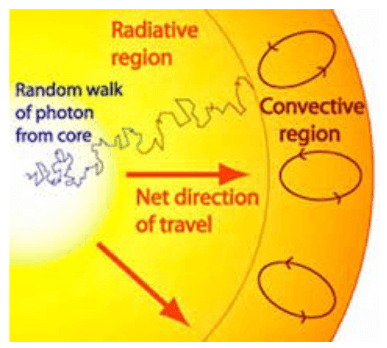 Radiative
region
Random walk
of photon
from core
Convective
region
Net direction
of travel